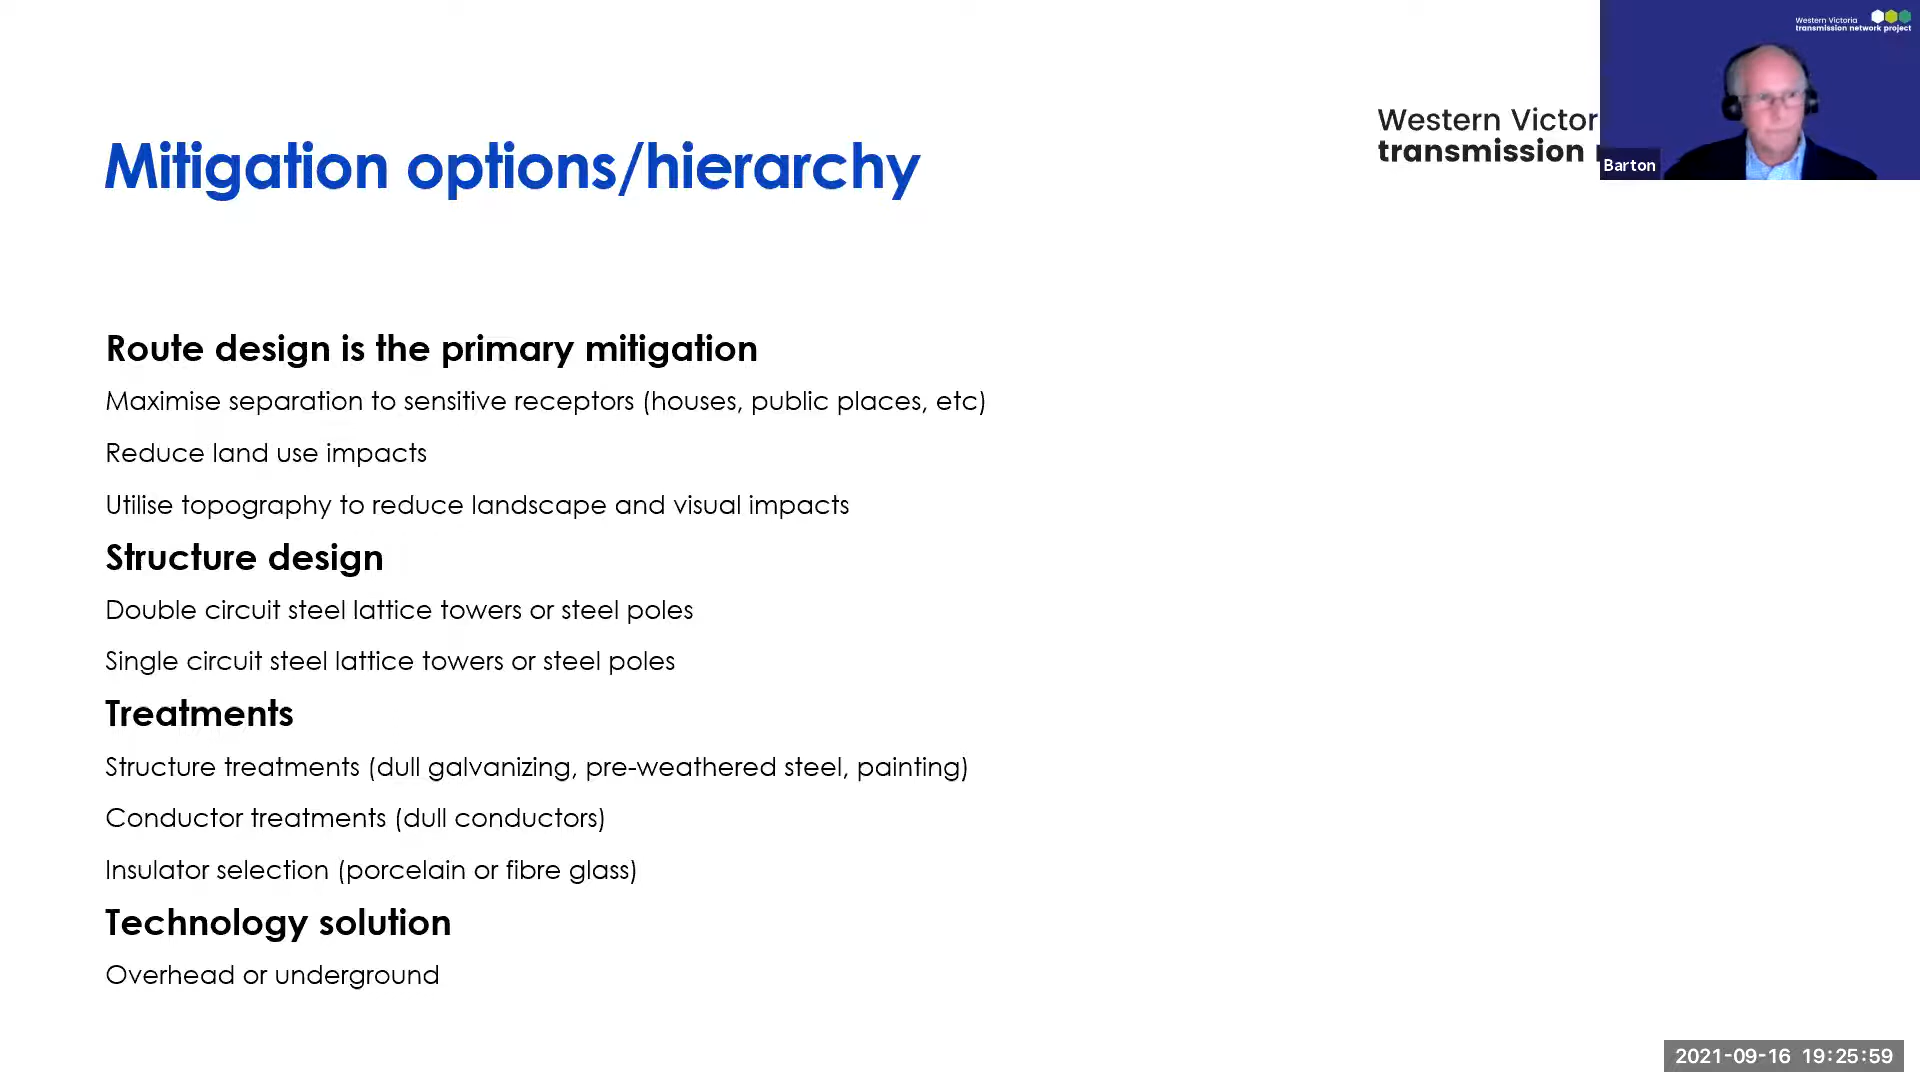 Western Victoria
transmission network project
Mitigation options/hierarchy
Western Victor
transmission
Barton
Route design is the primary mitigation
Maximise separation to sensitive receptors (houses, public places, etc)
Reduce land use impacts
Utilise topography to reduce landscape and visual impacts
Structure design
Double circuit steel lattice towers or steel poles
Single circuit steel lattice towers or steel poles
Treatments
Structure treatments (dull galvanizing, pre-weathered steel, painting)
Conductor treatments (dull conductors)
Insulator selection (porcelain or fibre glass)
Technology solution
Overhead or underground
2021-09-16 19:25:59